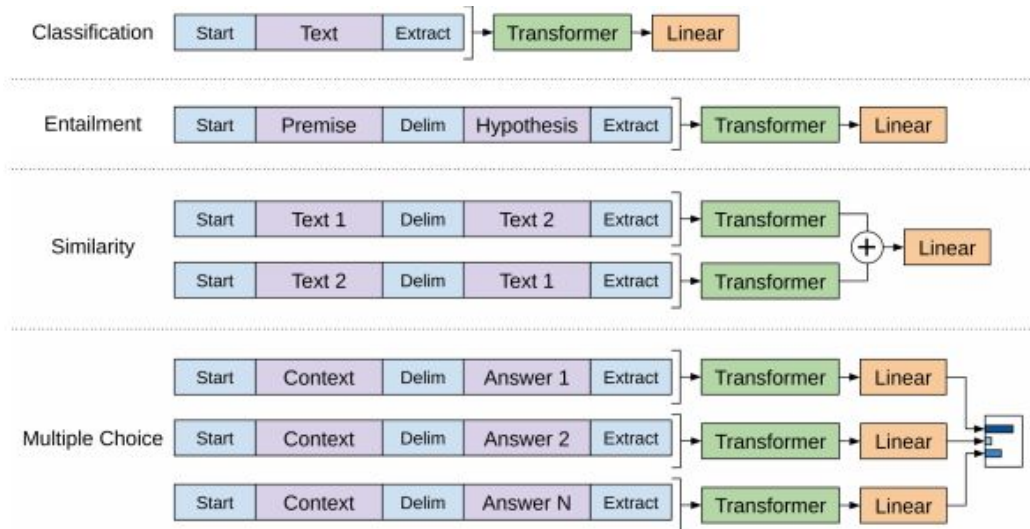 Classification Start Text Extract Transformer Linear
Entailment Start Premise Delim Hypothesis Extract Transformer Linear
Start Text 1 Delim Text 2 Extract Transformer
Similarity + Linear
Start Text 2 Delim Text 1 Extract Transformer
Start Context Delim Answer 1 Extract Transformer Linear
Multiple Choice Start Context Delim Answer 2 Extract Transformer Linear
Start Context Delim Answer N Extract Transformer Linear